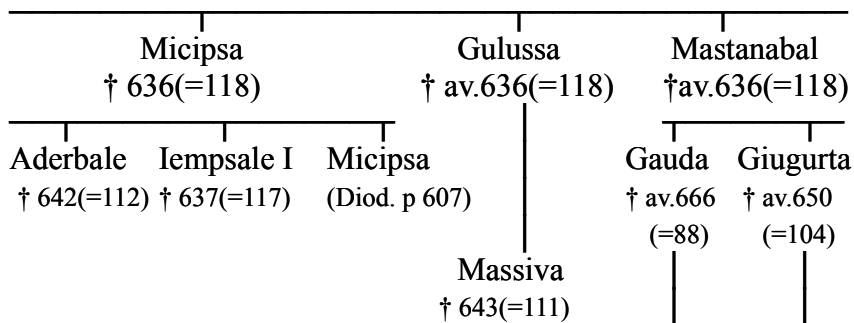 Micipsa Gulussa Mastanabal
† 636(=118) † av.636(=118) †av.636(=118)
Aderbale Iempsale I Micipsa Gauda Giugurta
† 642(=112) † 637(=117) (Diod. p 607) † av.666 † av.650
(=88) (=104)
Massiva
† 643(=111)